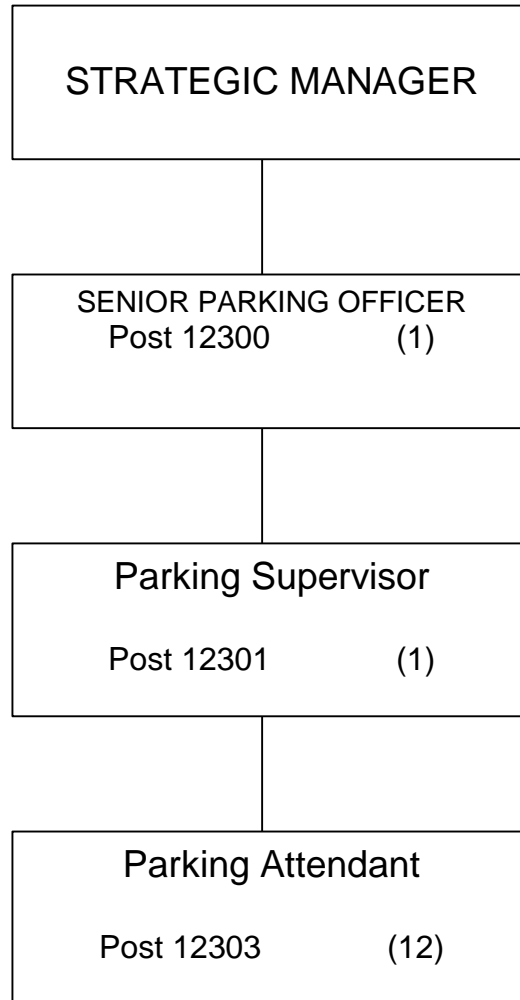 STRATEGIC MANAGER
SENIOR PARKING OFFICER
Post 12300 (1)
Parking Supervisor
Post 12301 (1)
Parking Attendant
Post 12303 (12)